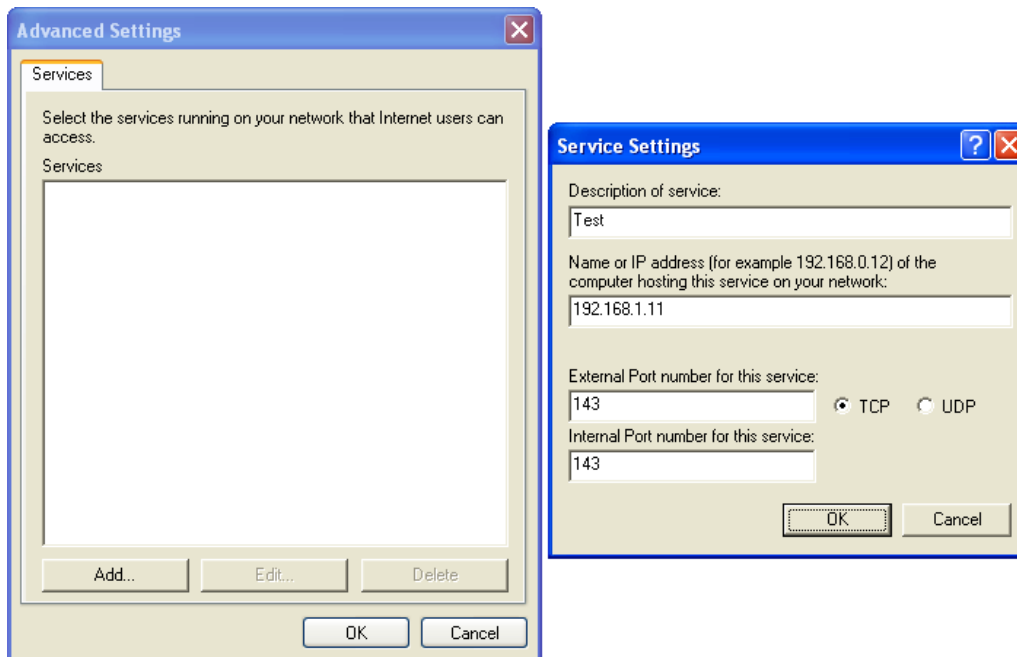 Advanced Settings
Services
Select the services running on your network that Internet users can
access.
Services
Add...
Edit...
Delete
OK
Cancel
Service Settings
Description of service:
Test
Name or IP address (for example 192.168.0.12) of the
computer hosting this service on your network:
192.168.1.11
External Port number for this service:
143
TCP
UDP
Internal Port number for this service:
143
OK
Cancel